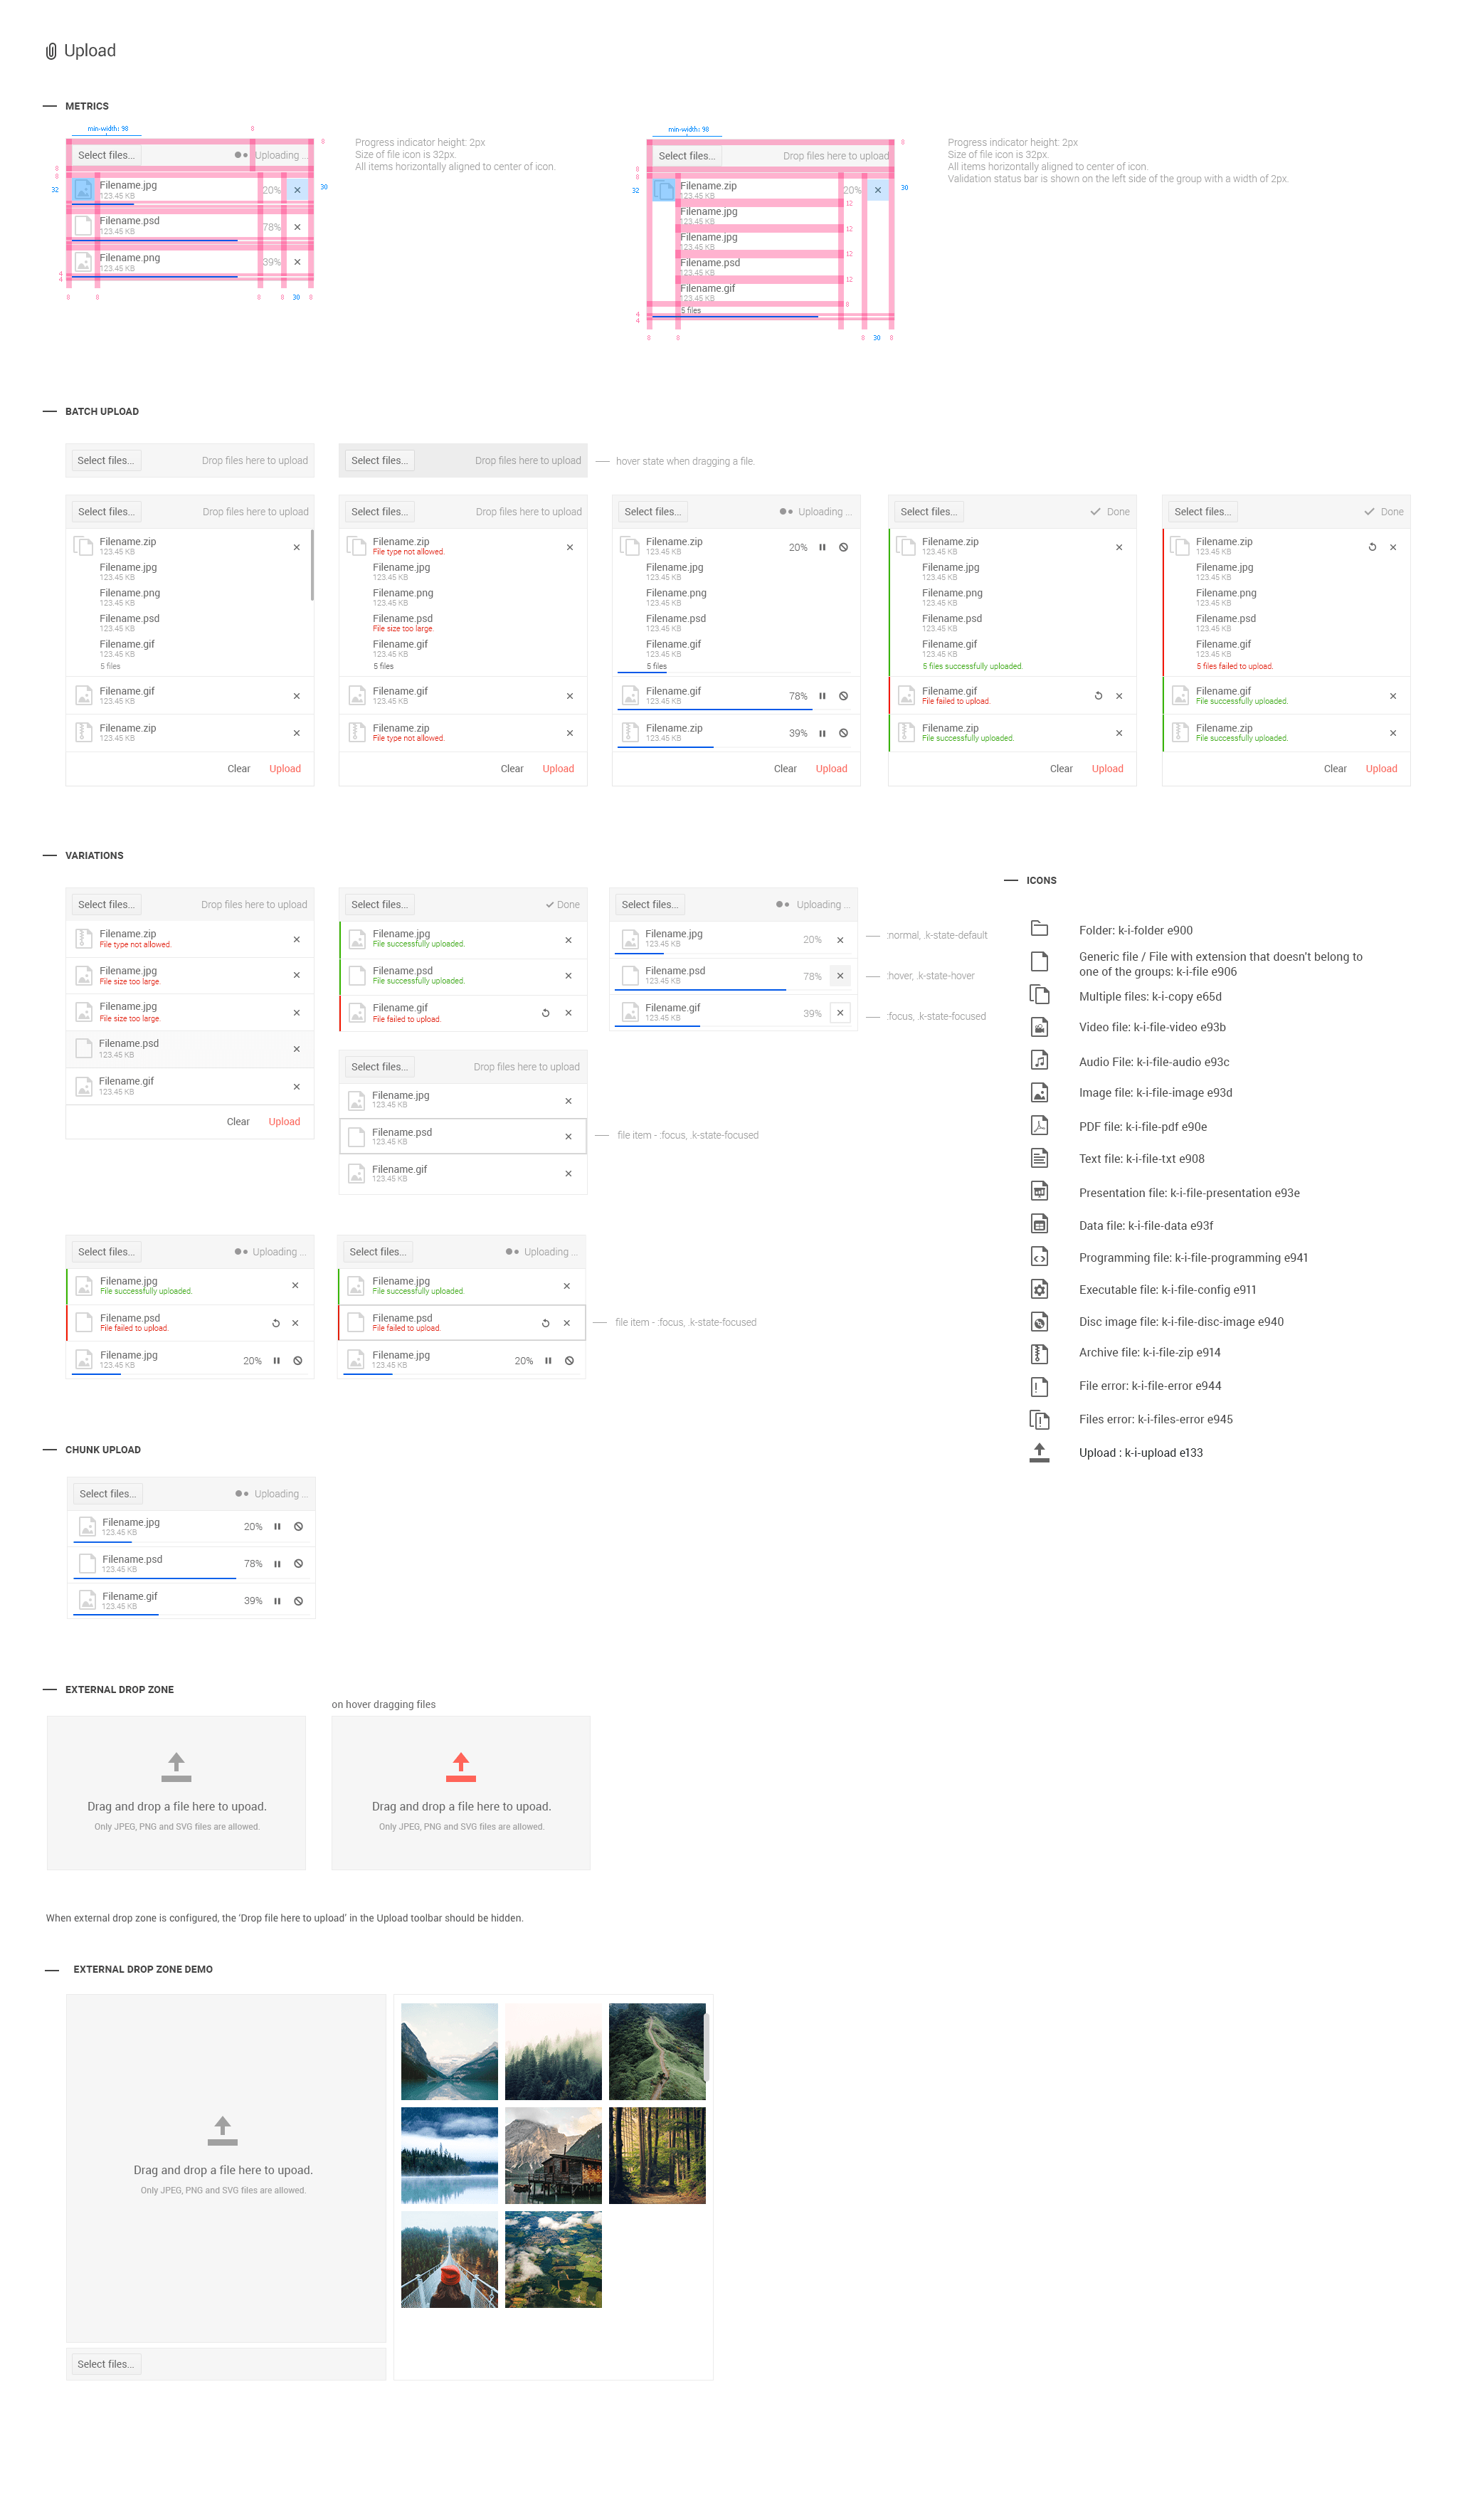 Upload
METRICS
min-width: 98
8
8
Select files...
Uploading ...
8
8
32
Filename.jpg
123.45 KB
20%
30
Filename.psd
123.45 KB
78%
Filename.png
123.45 KB
39%
4
4
8 8 8 8 30 8
Progress indicator height: 2px
Size of file icon is 32px.
All items horizontally aligned to center of icon.
min-width: 98
8
Select files...
Drop files here to upload
8
8
32
Filename.zip
123.45 KB
20%
30
12
Filename.jpg
123.45 KB
12
Filename.jpg
123.45 KB
12
Filename.psd
123.45 KB
12
Filename.gif
123.45 KB
8
5 files
4
4
8 8 8 30 8
Progress indicator height: 2px
Size of file icon is 32px.
All items horizontally aligned to center of icon.
Validation status bar is shown on the left side of the group with a width of 2px.
BATCH UPLOAD
Select files...
Drop files here to upload
Select files...
Drop files here to upload
hover state when dragging a file.
Select files...
Drop files here to upload
Filename.zip
123.45 KB
Filename.jpg
123.45 KB
Filename.png
123.45 KB
Filename.psd
123.45 KB
Filename.gif
123.45 KB
5 files
Filename.gif
123.45 KB
Filename.zip
123.45 KB
Clear
Upload
Select files...
Drop files here to upload
Filename.zip
File type not allowed.
Filename.jpg
123.45 KB
Filename.png
123.45 KB
Filename.psd
File size too large.
Filename.gif
123.45 KB
5 files
Filename.gif
123.45 KB
Filename.zip
File type not allowed.
Clear
Upload
Select files...
Uploading ...
Filename.zip
123.45 KB
20%
Filename.jpg
123.45 KB
Filename.png
123.45 KB
Filename.psd
123.45 KB
Filename.gif
123.45 KB
5 files
Filename.gif
123.45 KB
78%
Filename.zip
123.45 KB
39%
Clear
Upload
Select files...
Done
Filename.zip
123.45 KB
Filename.jpg
123.45 KB
Filename.png
123.45 KB
Filename.psd
123.45 KB
Filename.gif
123.45 KB
5 files successfully uploaded.
Filename.gif
File failed to upload.
Filename.zip
File successfully uploaded.
Clear
Upload
Select files...
Done
Filename.zip
123.45 KB
Filename.jpg
123.45 KB
Filename.png
123.45 KB
Filename.psd
123.45 KB
Filename.gif
123.45 KB
5 files failed to upload.
Filename.gif
File successfully uploaded.
Filename.zip
File successfully uploaded.
Clear
Upload
VARIATIONS
Select files...
Drop files here to upload
Filename.zip
File type not allowed.
Filename.jpg
File size too large.
Filename.jpg
File size too large.
Filename.psd
123.45 KB
Filename.gif
123.45 KB
Clear
Upload
Select files...
Done
Filename.jpg
File successfully uploaded.
Filename.psd
File successfully uploaded.
Filename.gif
File failed to upload.
Select files...
Uploading ...
Filename.jpg
123.45 KB
20%
:normal, .k-state-default
Filename.psd
123.45 KB
78%
:hover, .k-state-hover
Filename.gif
123.45 KB
39%
:focus, .k-state-focused
Select files...
Drop files here to upload
Filename.jpg
123.45 KB
Filename.psd
123.45 KB
file item - :focus, .k-state-focused
Filename.gif
123.45 KB
Select files...
Uploading ...
Filename.jpg
File successfully uploaded.
Filename.psd
File failed to upload.
Filename.jpg
123.45 KB
20%
Select files...
Uploading ...
Filename.jpg
File successfully uploaded.
Filename.psd
File failed to upload.
file item - :focus, .k-state-focused
Filename.jpg
123.45 KB
20%
ICONS
Folder: k-i-folder e900
Generic file / File with extension that doesn't belong to
one of the groups: k-i-file e906
Multiple files: k-i-copy e65d
Video file: k-i-file-video e93b
Audio File: k-i-file-audio e93c
Image file: k-i-file-image e93d
PDF file: k-i-file-pdf e90e
Text file: k-i-file-txt e908
Presentation file: k-i-file-presentation e93e
Data file: k-i-file-data e93f
Programming file: k-i-file-programming e941
Executable file: k-i-file-config e911
Disc image file: k-i-file-disc-image e940
Archive file: k-i-file-zip e914
File error: k-i-file-error e944
Files error: k-i-files-error e945
Upload : k-i-upload e133
CHUNK UPLOAD
Select files...
Uploading ...
Filename.jpg
123.45 KB
20%
Filename.psd
123.45 KB
78%
Filename.gif
123.45 KB
39%
EXTERNAL DROP ZONE
on hover dragging files
Drag and drop a file here to upoad.
Only JPEG, PNG and SVG files are allowed.
Drag and drop a file here to upoad.
Only JPEG, PNG and SVG files are allowed.
When external drop zone is configured, the 'Drop file here to upload' in the Upload toolbar should be hidden.
EXTERNAL DROP ZONE DEMO
Drag and drop a file here to upoad.
Only JPEG, PNG and SVG files are allowed.
Select files...